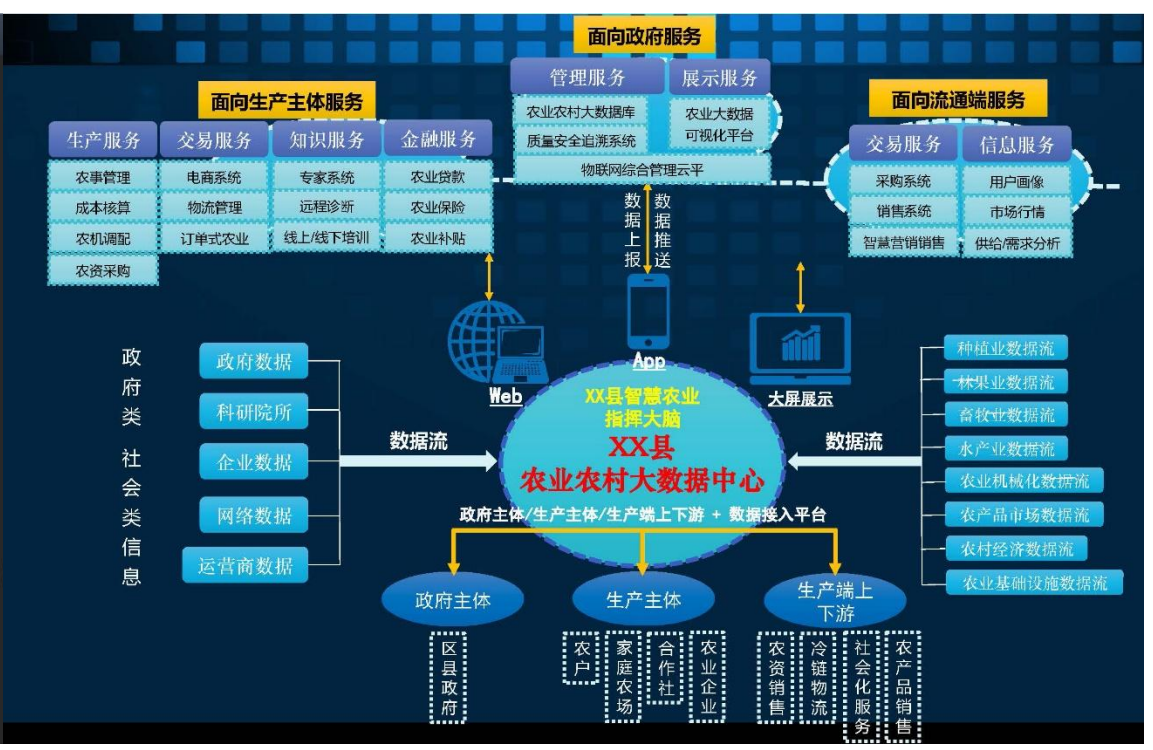 面向政府服务
管理服务
展示服务
农业农村大数据库
质量安全追溯系统
农业大数据
可视化平台
物联网综合管理云平
面向生产主体服务
生产服务
交易服务
知识服务
金融服务
农事管理
电商系统
专家系统
农业贷款
成本核算
物流管理
远程诊断
农业保险
农机调配
订单式农业
线上/线下培训
农业补贴
农资采购
面向流通端服务
交易服务
信息服务
采购系统
用户画像
销售系统
市场行情
智慧营销销售
供给/需求分析
数据上报
数据推送
Web
App
大屏展示
政府类 社会类信息
政府数据
科研院所
企业数据
网络数据
运营商数据
数据流
XX县智慧农业
指挥大脑
XX县
农业农村大数据中心
数据流
种植业数据流
林果业数据流
畜牧业数据流
水产业数据流
农业机械化数据流
农产品市场数据流
农村经济数据流
农业基础设施数据流
政府主体/生产主体/生产端上下游 + 数据接入平台
政府主体
生产主体
生产端上
下游
区县政府
农户
家庭农场
合作社
农业企业
农资销售
冷链物流
社会化服务
农产品销售